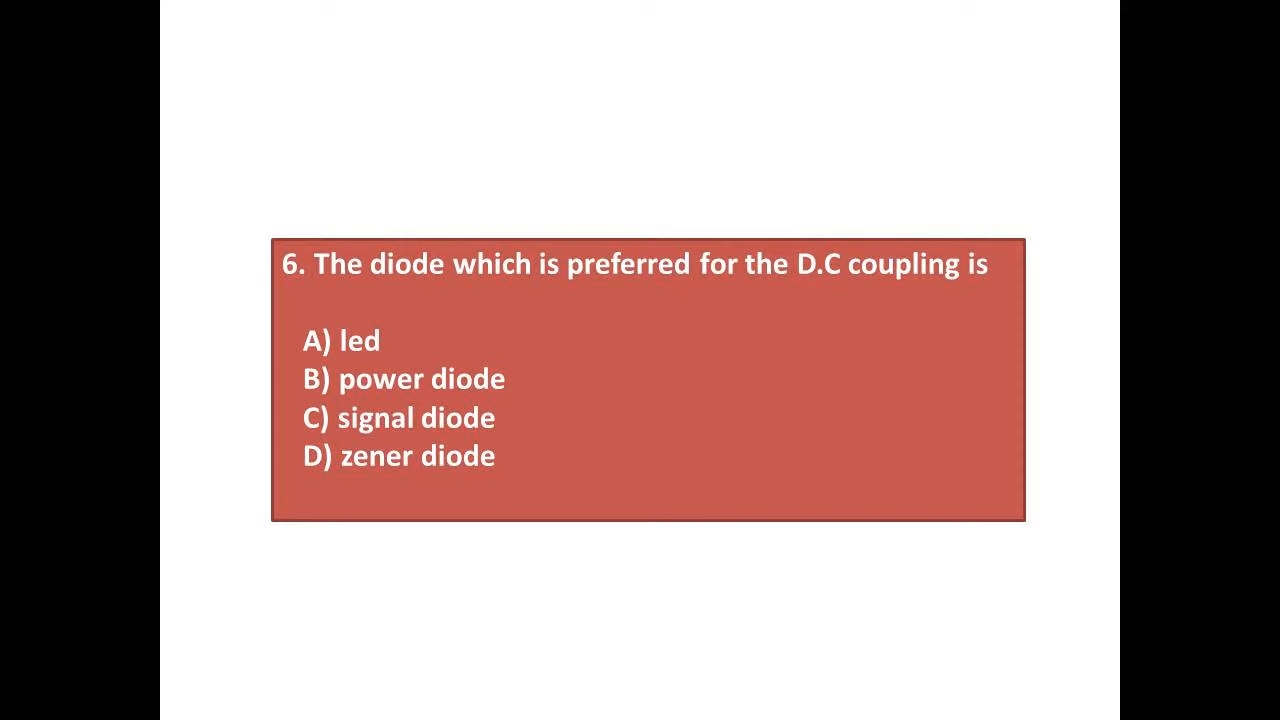 6. The diode which is preferred for the D.C coupling is
A) led
B) power diode
C) signal diode
D) zener diode